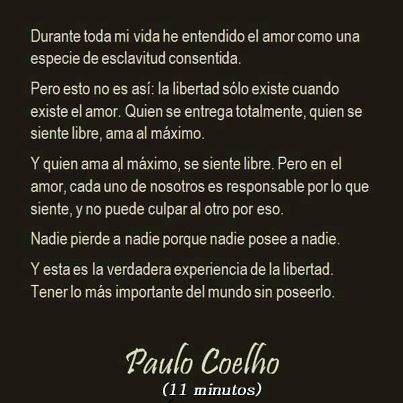 Durante toda mi vida he entendido el amor como una
especie de esclavitud consentida.
Pero esto no es así: la libertad sólo existe cuando
existe el amor. Quien se entrega totalmente, quien se
siente libre, ama al máximo.
Y quien ama al máximo, se siente libre. Pero en el
amor, cada uno de nosotros es responsable por lo que
siente, y no puede culpar al otro por eso.
Nadie pierde a nadie porque nadie posee a nadie.
Y esta es la verdadera experiencia de la libertad.
Tener lo más importante del mundo sin poseerlo.
Paulo Coelho
(11 minutos)